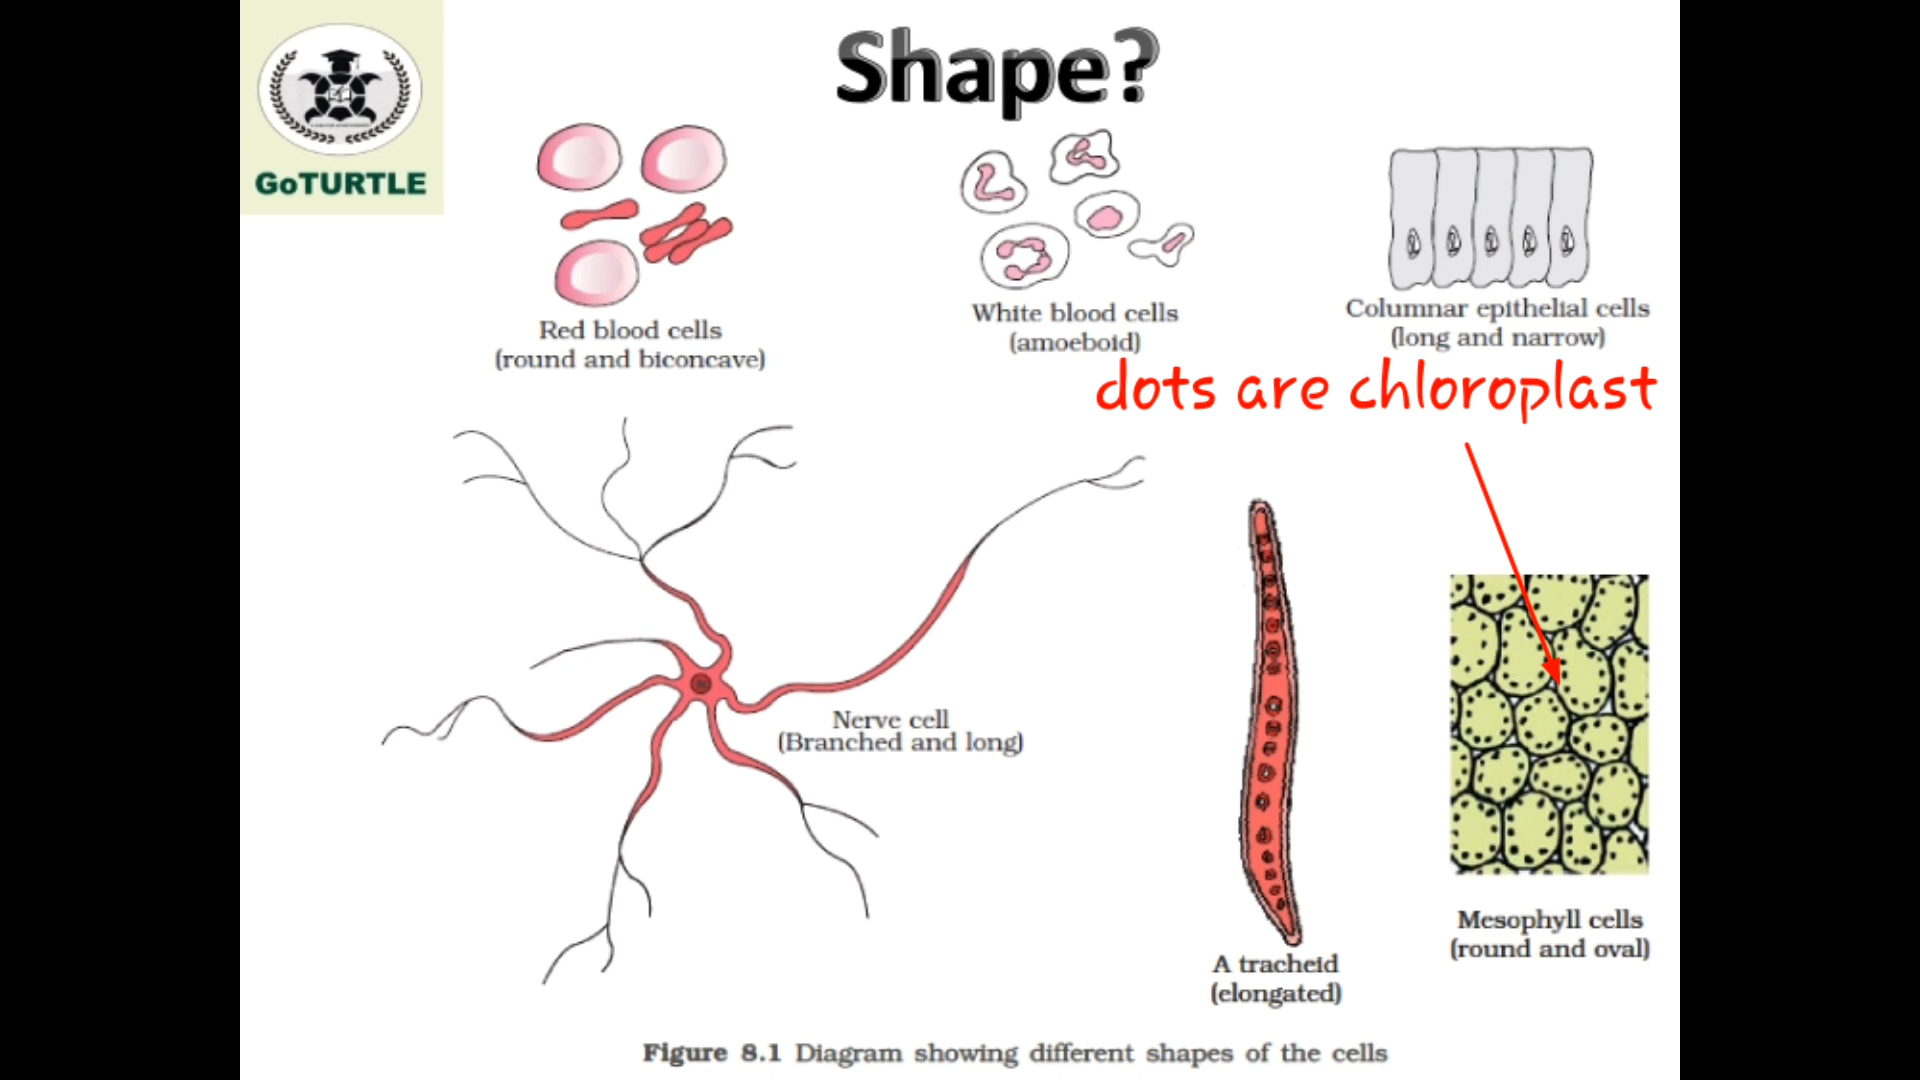 Shape?
GoTURTLE
Red blood cells
(round and biconcave)
White blood cells
(amoeboid)
Columnar epithelial cells
(long and narrow)
dots are chloroplast
Nerve cell
(Branched and long)
A tracheid
(elongated)
Mesophyll cells
(round and oval)
Figure 8.1 Diagram showing different shapes of the cells